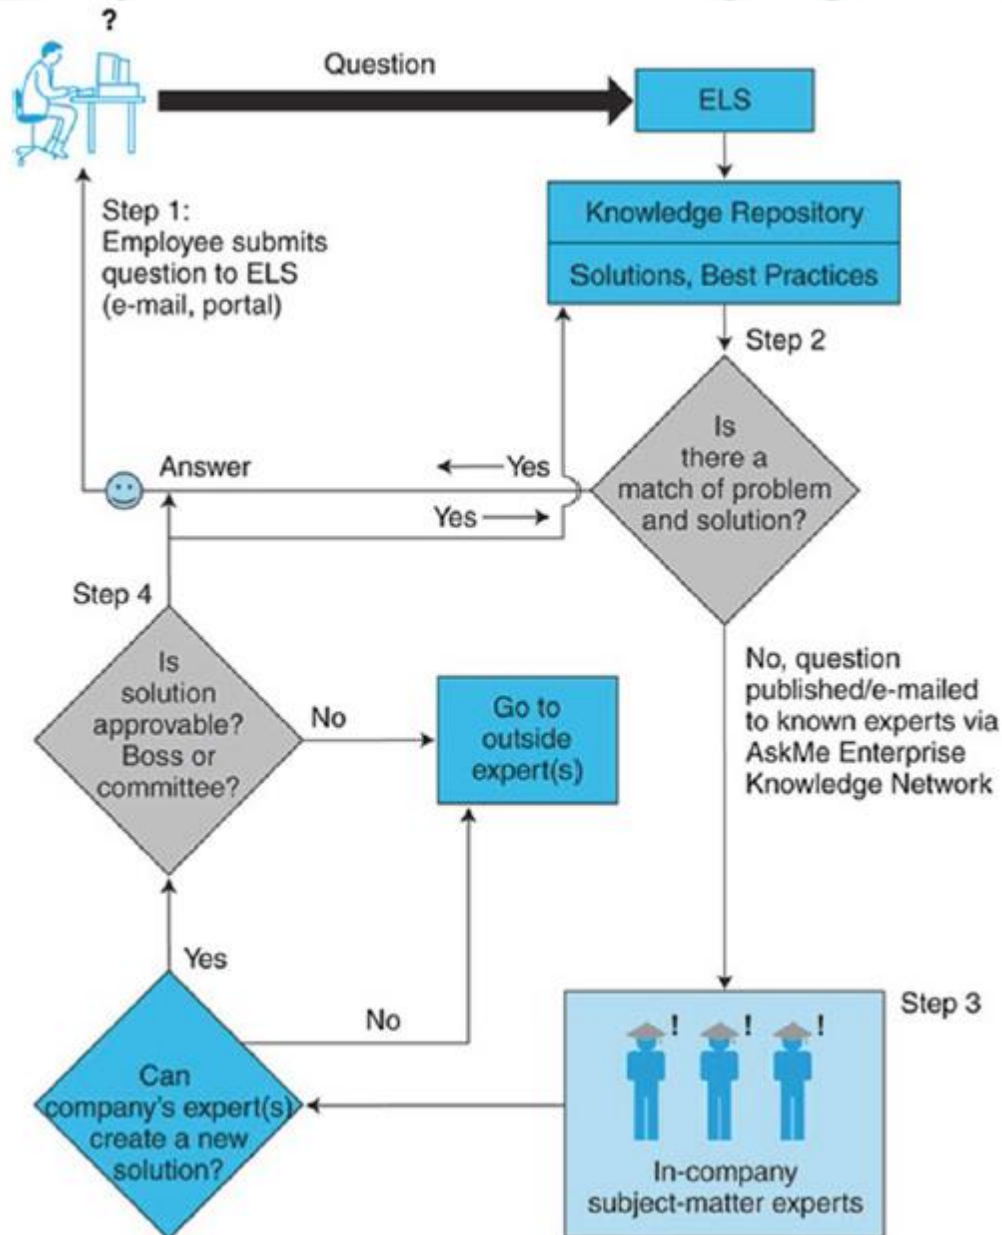 ?
Question
ELS
Step 1:
Employee submits
question to ELS
(e-mail, portal)
Knowledge Repository
Solutions, Best Practices
Step 2
Is
there a
match of problem
and solution?
Answer
Yes
Yes
Step 4
Is
solution
approvable?
Boss or
committee?
No
Go to
outside
expert(s)
No, question
published/e-mailed
to known experts via
AskMe Enterprise
Knowledge Network
Yes
No
Step 3
! ! !
Can
company's expert(s)
create a new
solution?
In-company
subject-matter experts